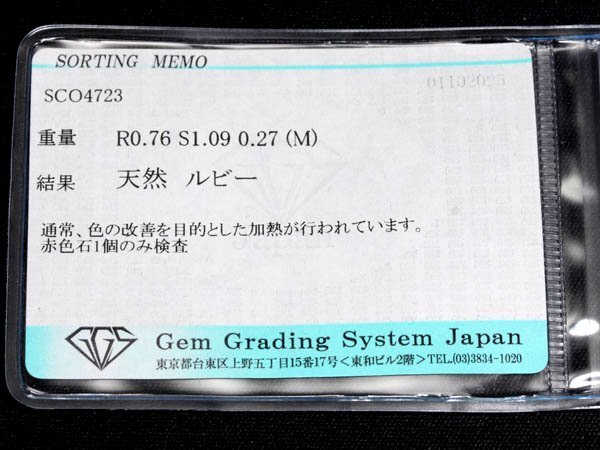 SORTING MEMO
01102025
SCO4723
重量 R0.76 S1.09 0.27 (M)
結果 天然 ルビー
通常、色の改善を目的とした加熱が行われています。
赤色石1個のみ検査
GGS Gem Grading System Japan
東京都台東区上野五丁目15番17号＜東和ビル2階＞TEL.(03)3834-1020